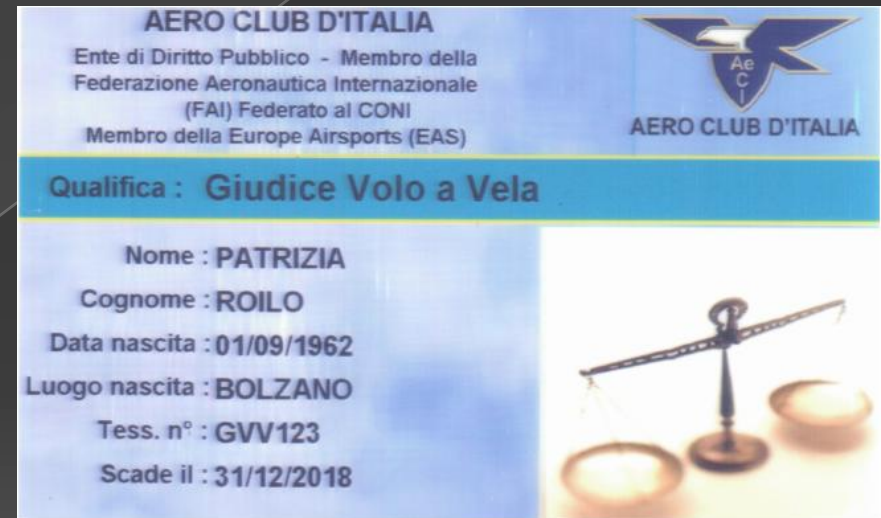 AERO CLUB D'ITALIA
Ente di Diritto Pubblico - Membro della
Federazione Aeronautica Internazionale
(FAI) Federato al CONI
Membro della Europe Airsports (EAS)
Ae
C
I
AERO CLUB D'ITALIA
Qualifica : Giudice Volo a Vela
Nome : PATRIZIA
Cognome : ROILO
Data nascita : 01/09/1962
Luogo nascita : BOLZANO
Tess. n° : GVV123
Scade il : 31/12/2018